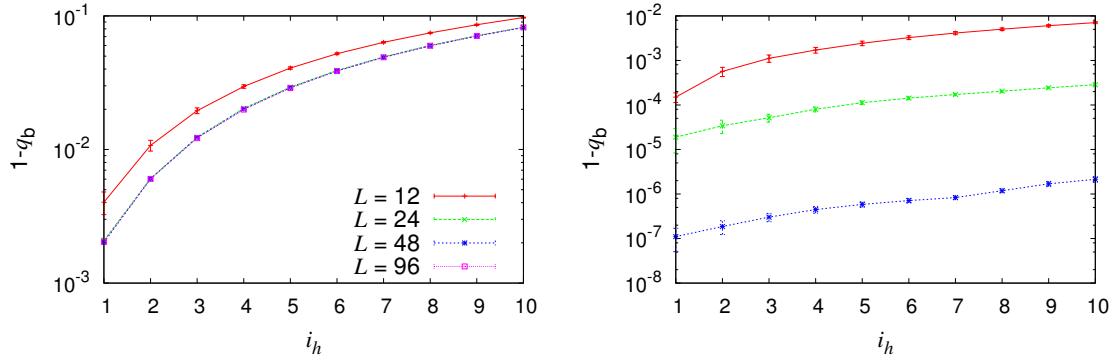 10⁻¹
10⁻²
10⁻³
1-q_b
1 2 3 4 5 6 7 8 9 10
i_h
L = 12
L = 24
L = 48
L = 96
10⁻²
10⁻³
10⁻⁴
10⁻⁵
10⁻⁶
10⁻⁷
10⁻⁸
1-q_b
1 2 3 4 5 6 7 8 9 10
i_h